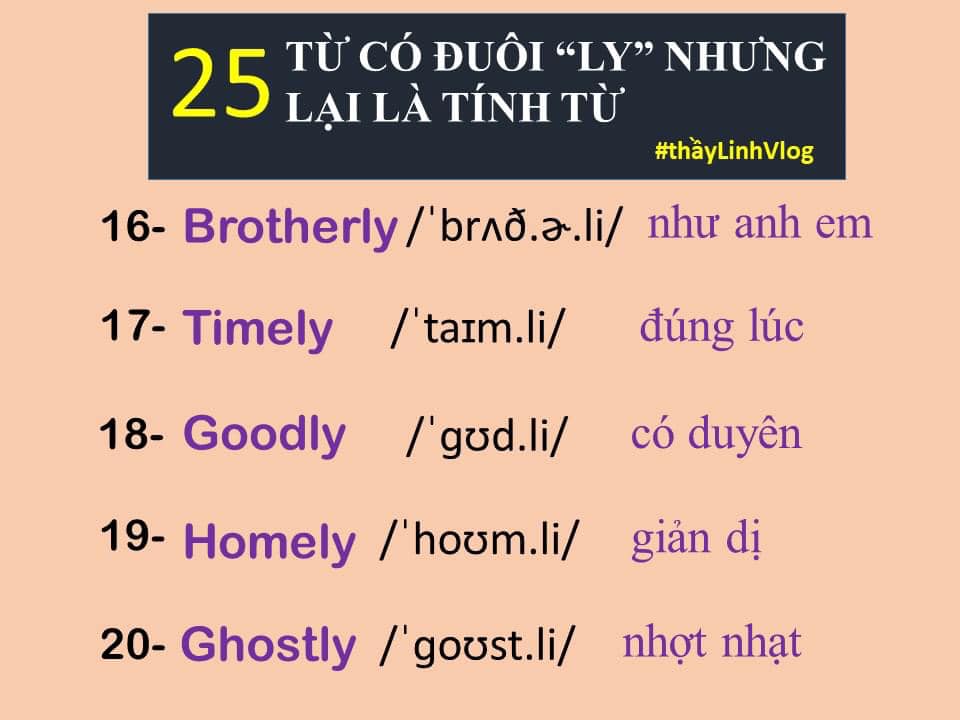 25 TỪ CÓ ĐUÔI “LY” NHƯNG
LẠI LÀ TÍNH TỪ
#thầyLinhVlog
16- Brotherly /ˈbrʌð.ɚ.li/ như anh em
17- Timely /ˈtaɪm.li/ đúng lúc
18- Goodly /ˈɡʊd.li/ có duyên
19- Homely /ˈhoʊm.li/ giản dị
20- Ghostly /ˈɡoʊst.li/ nhợt nhạt